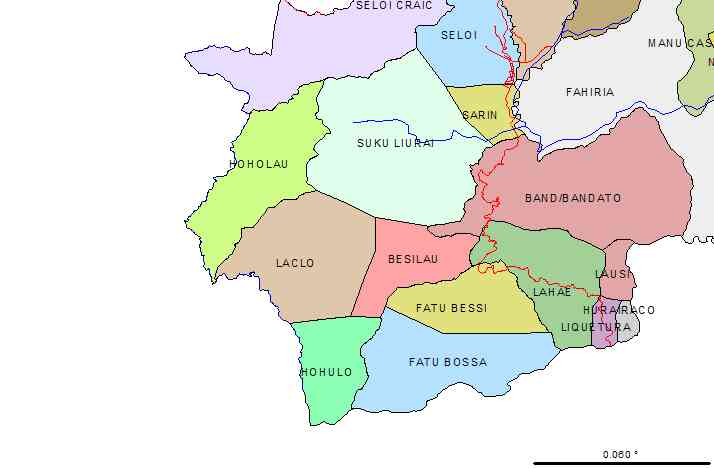 SELOI CRAIC
SELOI
MANU CAS
N
FAHIRIA
SARIN
SUKU LIURAI
HOHOLAU
BAND/BANDATO
BESILAU
LACLO
LAUSI
LAHAE
FATU BESSI
HURAIRACO
LIQUETURA
FATU BOSSA
HOHULO
0.060 °